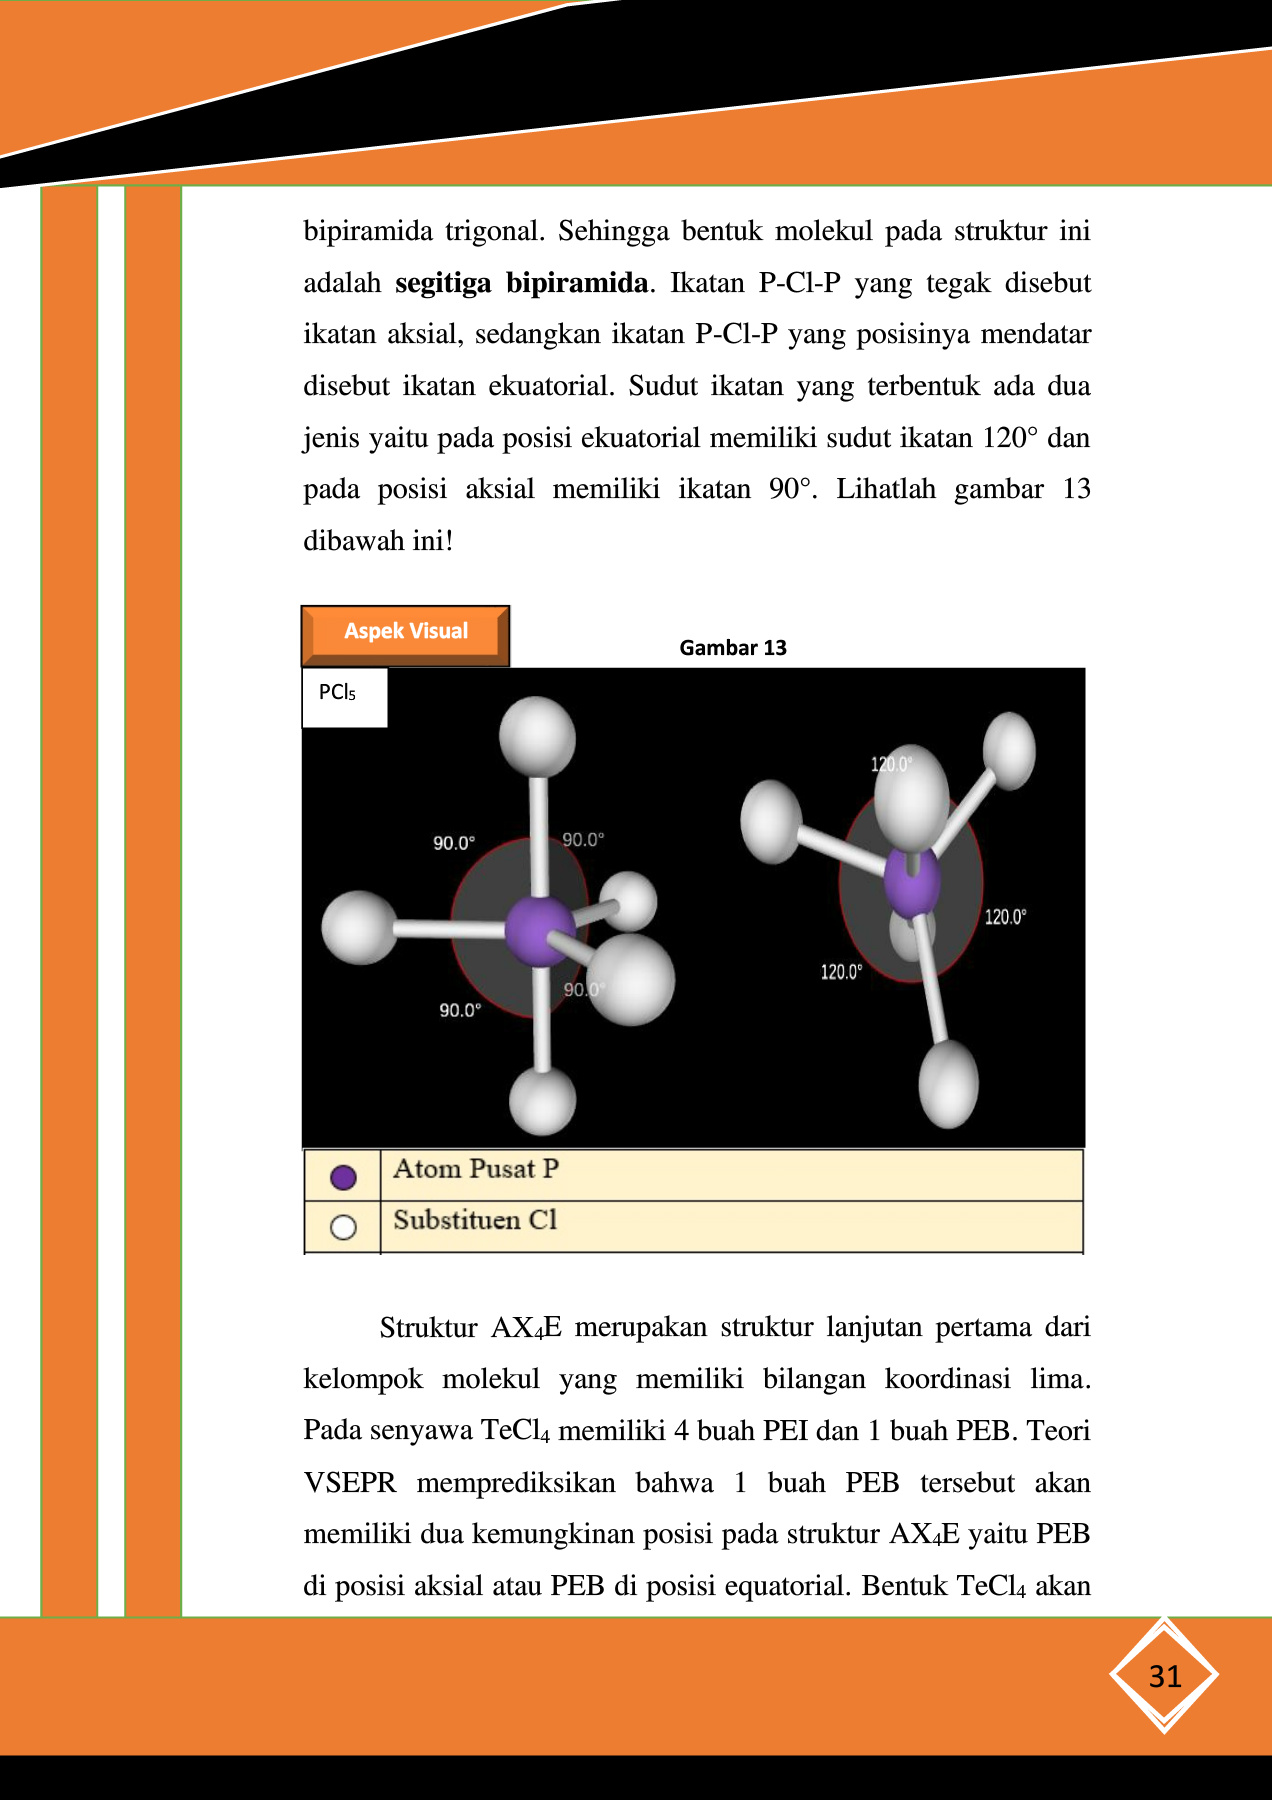 bipiramida trigonal. Sehingga bentuk molekul pada struktur ini
adalah segitiga bipiramida. Ikatan P-Cl-P yang tegak disebut
ikatan aksial, sedangkan ikatan P-Cl-P yang posisinya mendatar
disebut ikatan ekuatorial. Sudut ikatan yang terbentuk ada dua
jenis yaitu pada posisi ekuatorial memiliki sudut ikatan 120° dan
pada posisi aksial memiliki ikatan 90°. Lihatlah gambar 13
dibawah ini!
Aspek Visual
Gambar 13
PCl₅
90.0°
90.0°
90.0°
90.0°
120.0°
120.0°
120.0°
Atom Pusat P
Substituen Cl
Struktur AX₄E merupakan struktur lanjutan pertama dari
kelompok molekul yang memiliki bilangan koordinasi lima.
Pada senyawa TeCl₄ memiliki 4 buah PEI dan 1 buah PEB. Teori
VSEPR memprediksikan bahwa 1 buah PEB tersebut akan
memiliki dua kemungkinan posisi pada struktur AX₄E yaitu PEB
di posisi aksial atau PEB di posisi equatorial. Bentuk TeCl₄ akan
31